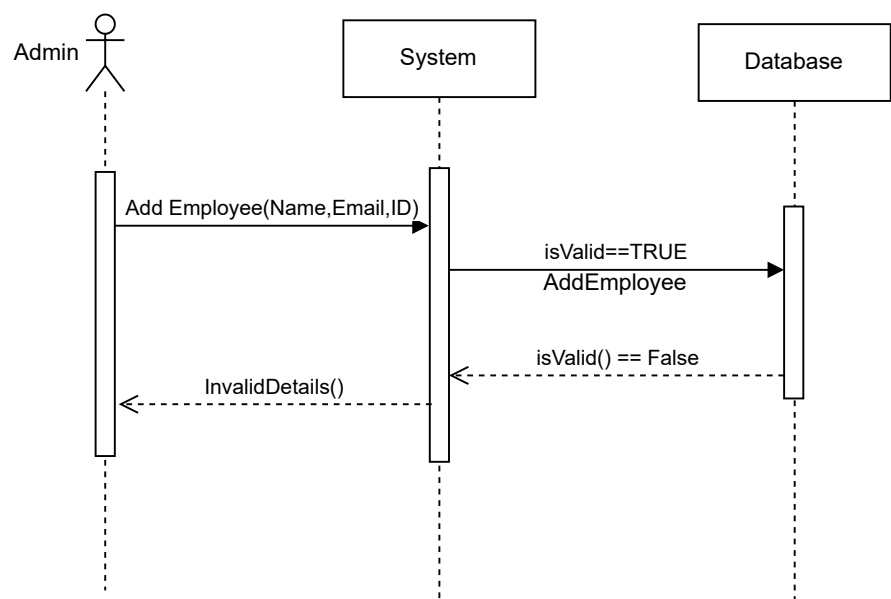 Admin
System
Database
Add Employee(Name,Email,ID)
isValid==TRUE
AddEmployee
isValid() == False
InvalidDetails()